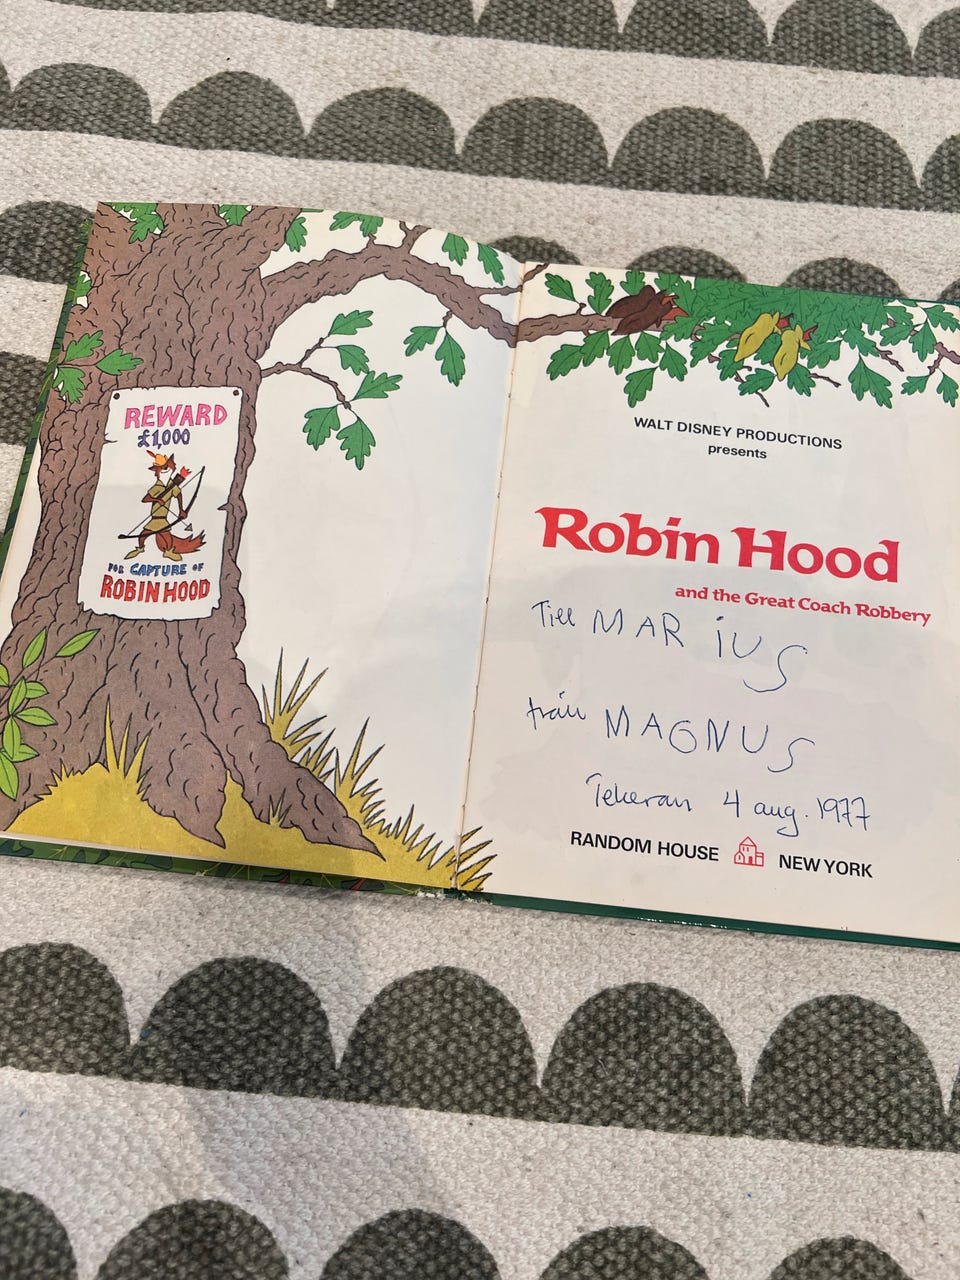 REWARD
£1,000
FOR CAPTURE OF
ROBIN HOOD
WALT DISNEY PRODUCTIONS
presents
Robin Hood
and the Great Coach Robbery
Till MARiUS
från MAGNUS
Teheran 4 aug. 1977
RANDOM HOUSE NEW YORK